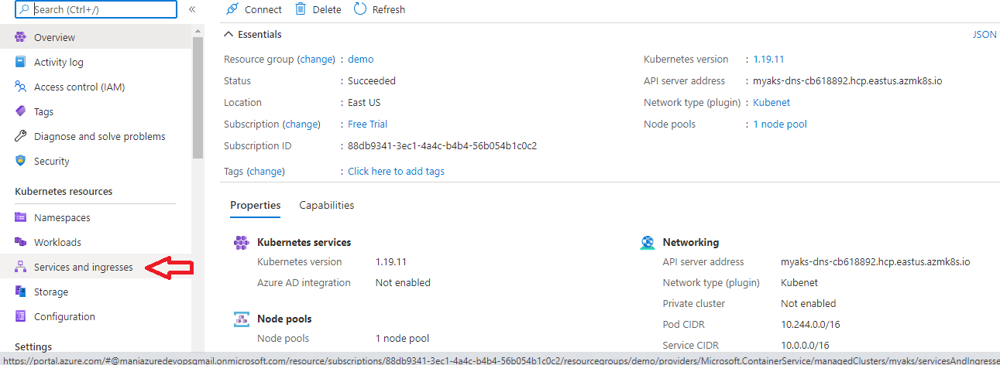 Search (Ctrl+/)
«
Connect Delete Refresh
Overview
Activity log
Access control (IAM)
Tags
Diagnose and solve problems
Security
Kubernetes resources
Namespaces
Workloads
Services and ingresses
Storage
Configuration
Settings
Essentials
JSON
Resource group (change) : demo
Status : Succeeded
Location : East US
Subscription (change) : Free Trial
Subscription ID : 88db9341-3ec1-4a4c-b4b4-56b054b1c0c2
Tags (change) : Click here to add tags
Kubernetes version : 1.19.11
API server address : myaks-dns-cb618892.hcp.eastus.azmk8s.io
Network type (plugin) : Kubenet
Node pools : 1 node pool
Properties Capabilities
Kubernetes services
Kubernetes version 1.19.11
Azure AD integration Not enabled
Node pools
Node pools 1 node pool
Networking
API server address myaks-dns-cb618892.hcp.eastus.azmk8s.io
Network type (plugin) Kubenet
Private cluster Not enabled
Pod CIDR 10.244.0.0/16
Service CIDR 10.0.0.0/16
https://portal.azure.com/#@maniazuredevopsgmail.onmicrosoft.com/resource/subscriptions/88db9341-3ec1-4a4c-b4b4-56b054b1c0c2/resourcegroups/demo/providers/Microsoft.ContainerService/managedClusters/myaks/servicesAndIngresse